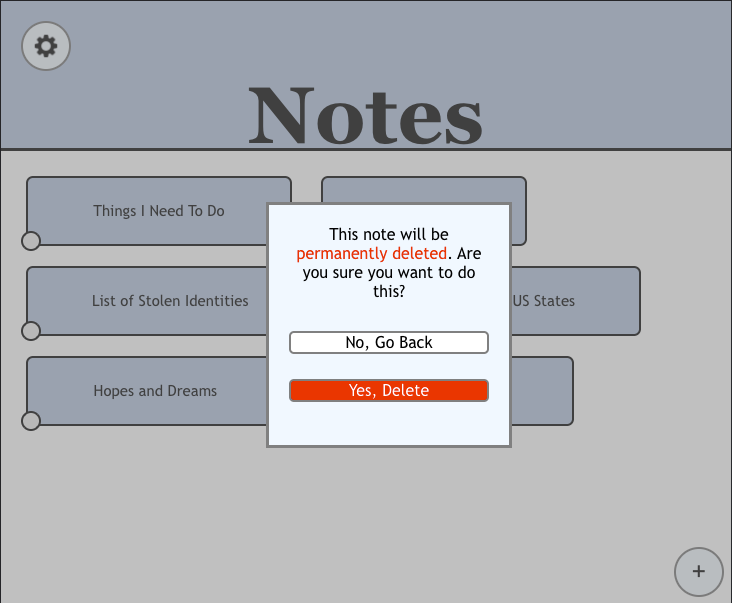 Notes
Things I Need To Do
This note will be
permanently deleted. Are
you sure you want to do
this?
List of Stolen Identities
US States
No, Go Back
Hopes and Dreams
Yes, Delete
+